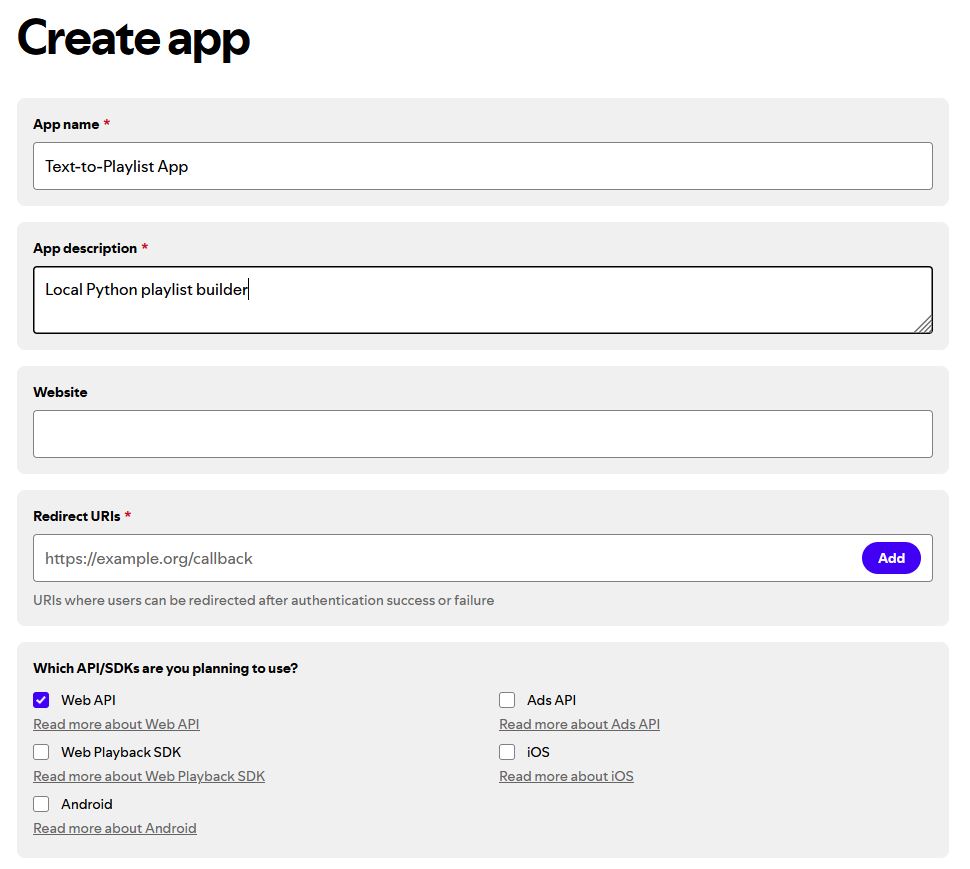 Create app
App name *
Text-to-Playlist App
App description *
Local Python playlist builder
Website
Redirect URIs *
https://example.org/callback
Add
URIs where users can be redirected after authentication success or failure
Which API/SDKs are you planning to use?
Web API
Read more about Web API
Ads API
Read more about Ads API
Web Playback SDK
Read more about Web Playback SDK
iOS
Read more about iOS
Android
Read more about Android